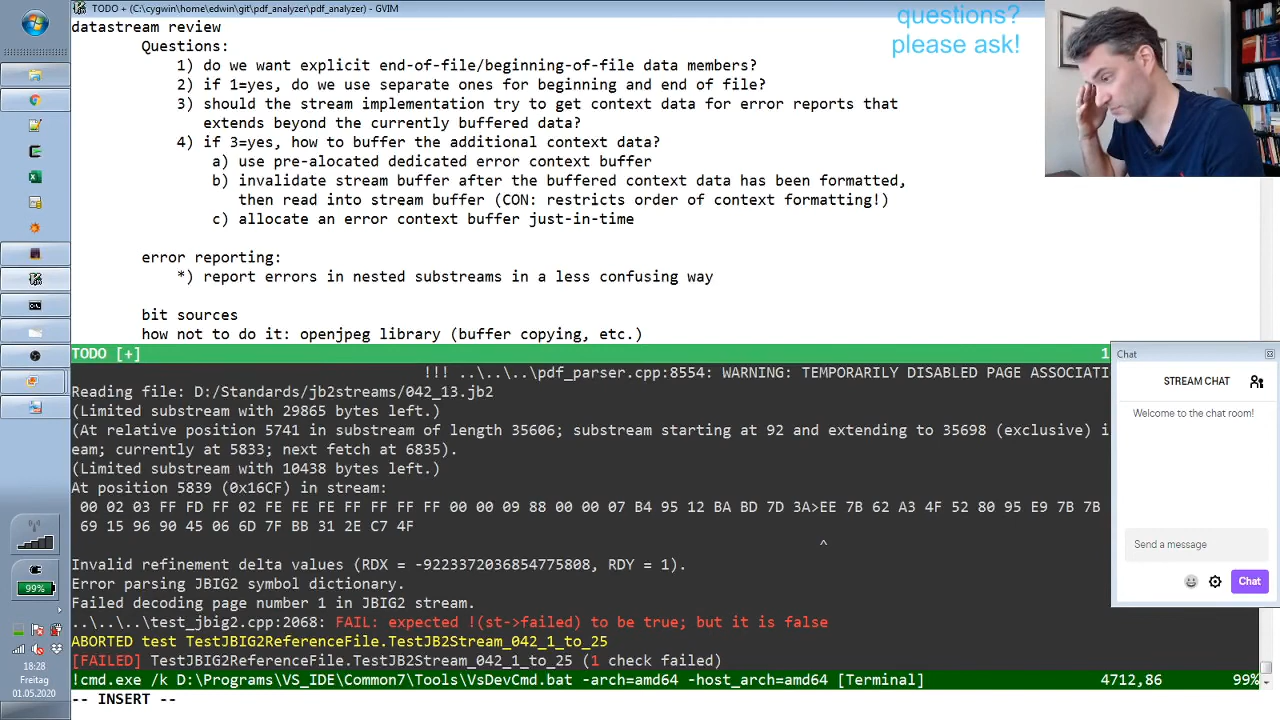 TODO + (C:\cygwin\home\edwin\git\pdf_analyzer\pdf_analyzer) - GVIM
questions?
please ask!
datastream review
Questions:
1) do we want explicit end-of-file/beginning-of-file data members?
2) if 1=yes, do we use separate ones for beginning and end of file?
3) should the stream implementation try to get context data for error reports that
extends beyond the currently buffered data?
4) if 3=yes, how to buffer the additional context data?
a) use pre-alocated dedicated error context buffer
b) invalidate stream buffer after the buffered context data has been formatted,
then read into stream buffer (CON: restricts order of context formatting!)
c) allocate an error context buffer just-in-time
error reporting:
*) report errors in nested substreams in a less confusing way
bit sources
how not to do it: openjpeg library (buffer copying, etc.)
TODO [+]
1
!!! ..\..\..\pdf_parser.cpp:8554: WARNING: TEMPORARILY DISABLED PAGE ASSOCIATI
Reading file: D:/Standards/jb2streams/042_13.jb2
(Limited substream with 29865 bytes left.)
(At relative position 5741 in substream of length 35606; substream starting at 92 and extending to 35698 (exclusive) i
eam; currently at 5833; next fetch at 6835).
(Limited substream with 10438 bytes left.)
At position 5839 (0x16CF) in stream:
00 02 03 FF FD FF 02 FE FE FE FF FF FF FF 00 00 09 88 00 00 07 B4 95 12 BA BD 7D 3A>EE 7B 62 A3 4F 52 80 95 E9 7B 7B
69 15 96 90 45 06 6D 7F BB 31 2E C7 4F
^
Invalid refinement delta values (RDX = -9223372036854775808, RDY = 1).
Error parsing JBIG2 symbol dictionary.
Failed decoding page number 1 in JBIG2 stream.
..\..\..\test_jbig2.cpp:2068: FAIL: expected !(st->failed) to be true; but it is false
ABORTED test TestJBIG2ReferenceFile.TestJB2Stream_042_1_to_25
[FAILED] TestJBIG2ReferenceFile.TestJB2Stream_042_1_to_25 (1 check failed)
!cmd.exe /k D:\Programs\VS_IDE\Common7\Tools\VsDevCmd.bat -arch=amd64 -host_arch=amd64 [Terminal]
4712,86
99%
-- INSERT --
Chat
STREAM CHAT
Welcome to the chat room!
Send a message
Chat
99%
18:28
Freitag
01.05.2020